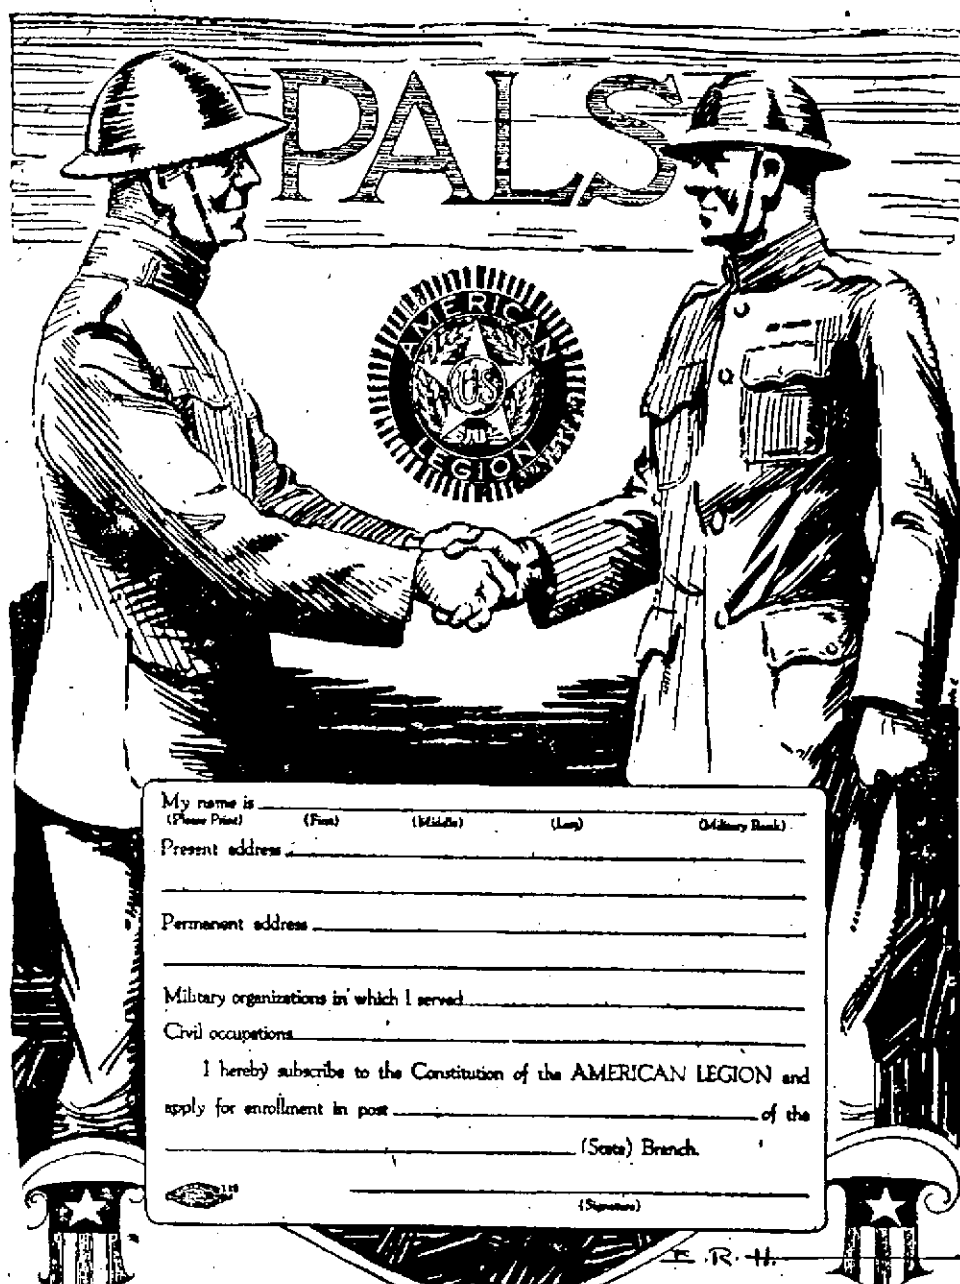 PALS
AMERICAN
US
LEGION
My name is
(Please Print) (First) (Middle) (Last) (Military Rank)
Present address
Permanent address
Military organizations in which I served
Civil occupations
I hereby subscribe to the Constitution of the AMERICAN LEGION and
apply for enrollment in post of the
(State) Branch.
(Signature)
E.R.H.